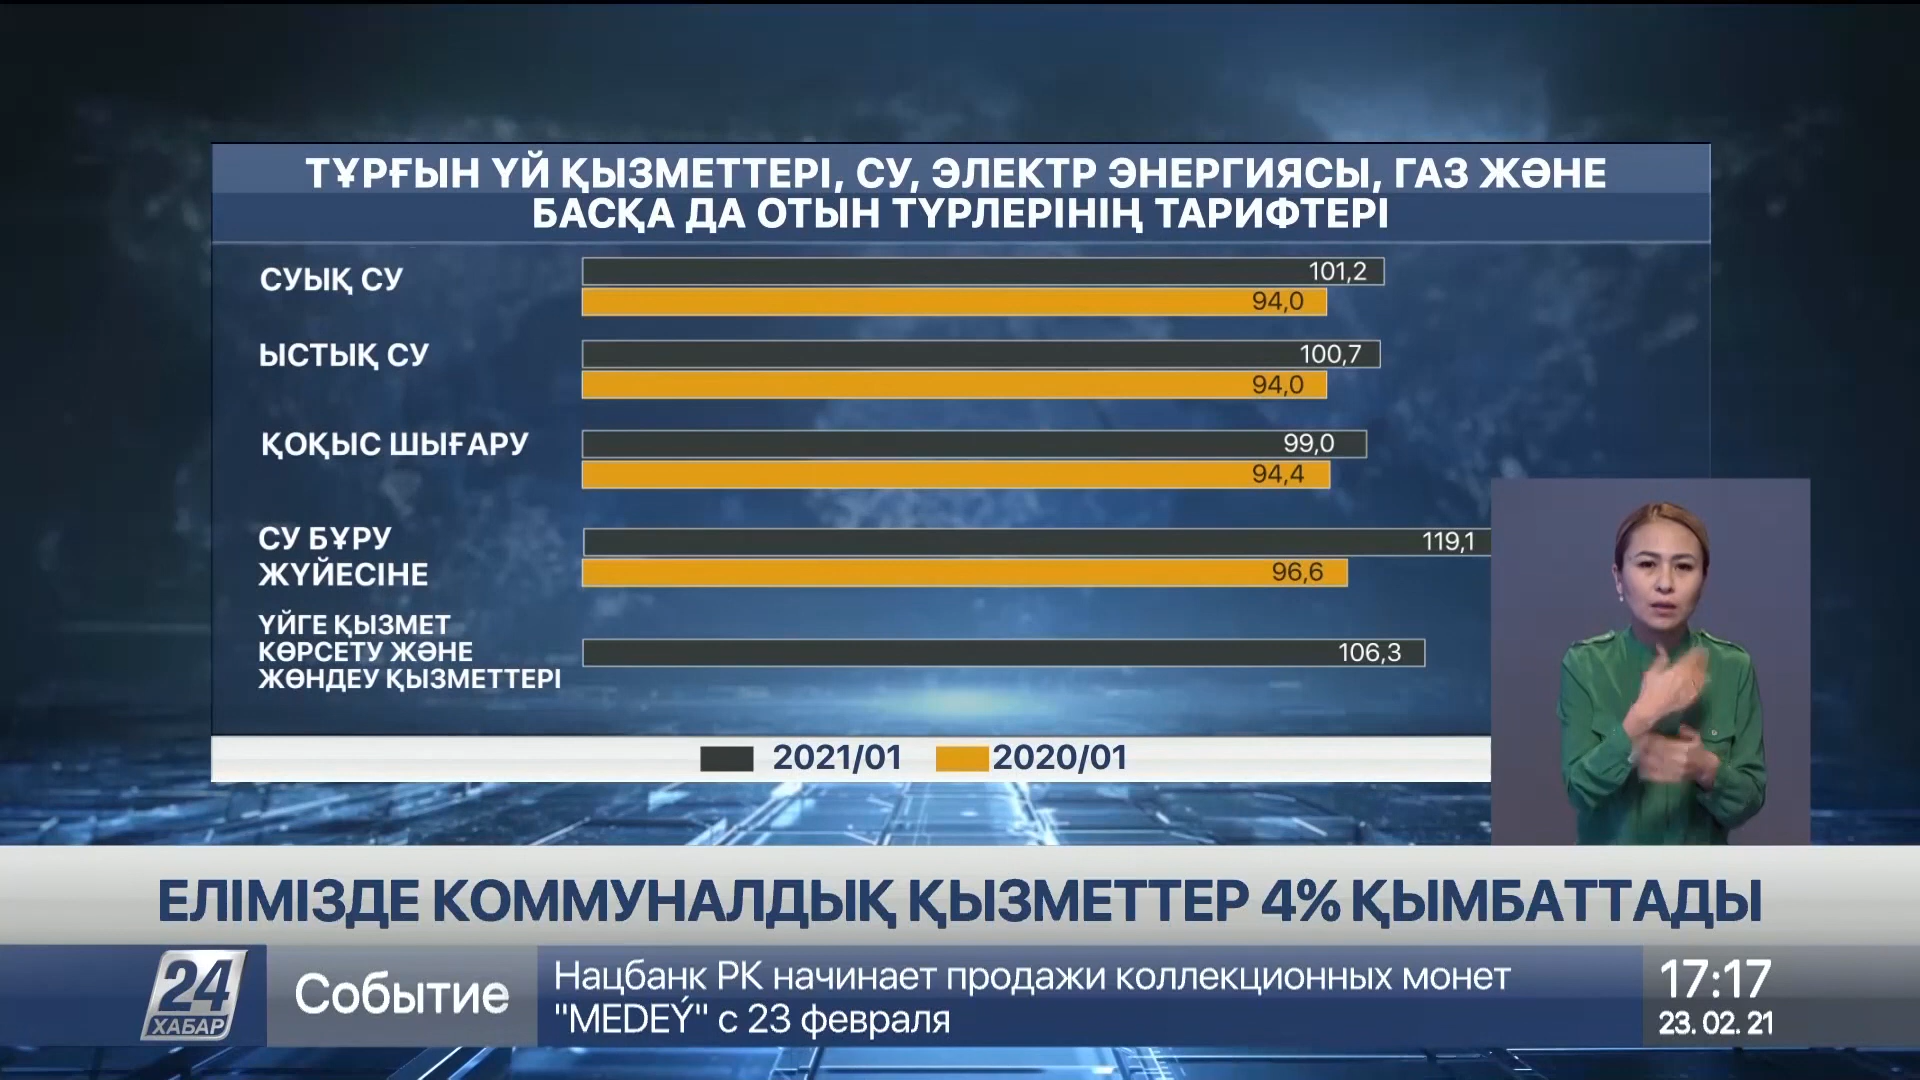 ТҰРҒЫН ҮЙ ҚЫЗМЕТТЕРІ, СУ, ЭЛЕКТР ЭНЕРГИЯСЫ, ГАЗ ЖӘНЕ
БАСҚА ДА ОТЫН ТҮРЛЕРІНІҢ ТАРИФТЕРІ
СУЫҚ СУ
101,2
94,0
ЫСТЫҚ СУ
100,7
94,0
ҚОҚЫС ШЫҒАРУ
99,0
94,4
СУ БҰРУ
ЖҮЙЕСІНЕ
119,1
96,6
ҮЙГЕ ҚЫЗМЕТ
КӨРСЕТУ ЖӘНЕ
ЖӨНДЕУ ҚЫЗМЕТТЕРІ
106,3
2021/01 2020/01
ЕЛІМІЗДЕ КОММУНАЛДЫҚ ҚЫЗМЕТТЕР 4% ҚЫМБАТТАДЫ
24
ХАБАР
Событие
Нацбанк РК начинает продажи коллекционных монет
"MEDEÝ" с 23 февраля
17:17
23. 02. 21